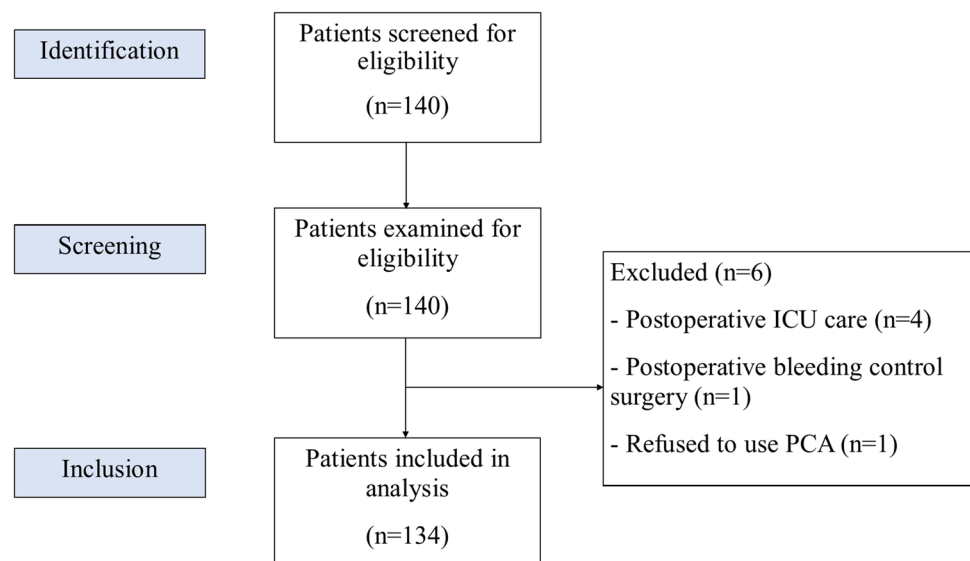 Identification
Patients screened for
eligibility
(n=140)
Screening
Patients examined for
eligibility
(n=140)
Excluded (n=6)
- Postoperative ICU care (n=4)
- Postoperative bleeding control
surgery (n=1)
- Refused to use PCA (n=1)
Inclusion
Patients included in
analysis
(n=134)